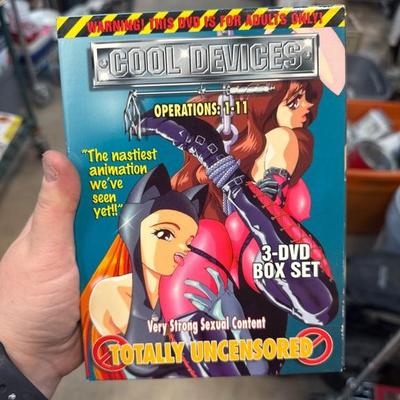 WARNING! THIS DVD IS FOR ADULTS ONLY!
COOL DEVICES
OPERATIONS: 1-11
"The nastiest
animation
we've
seen
yet!!"
3-DVD
BOX SET
Very Strong Sexual Content
TOTALLY UNCENSORED